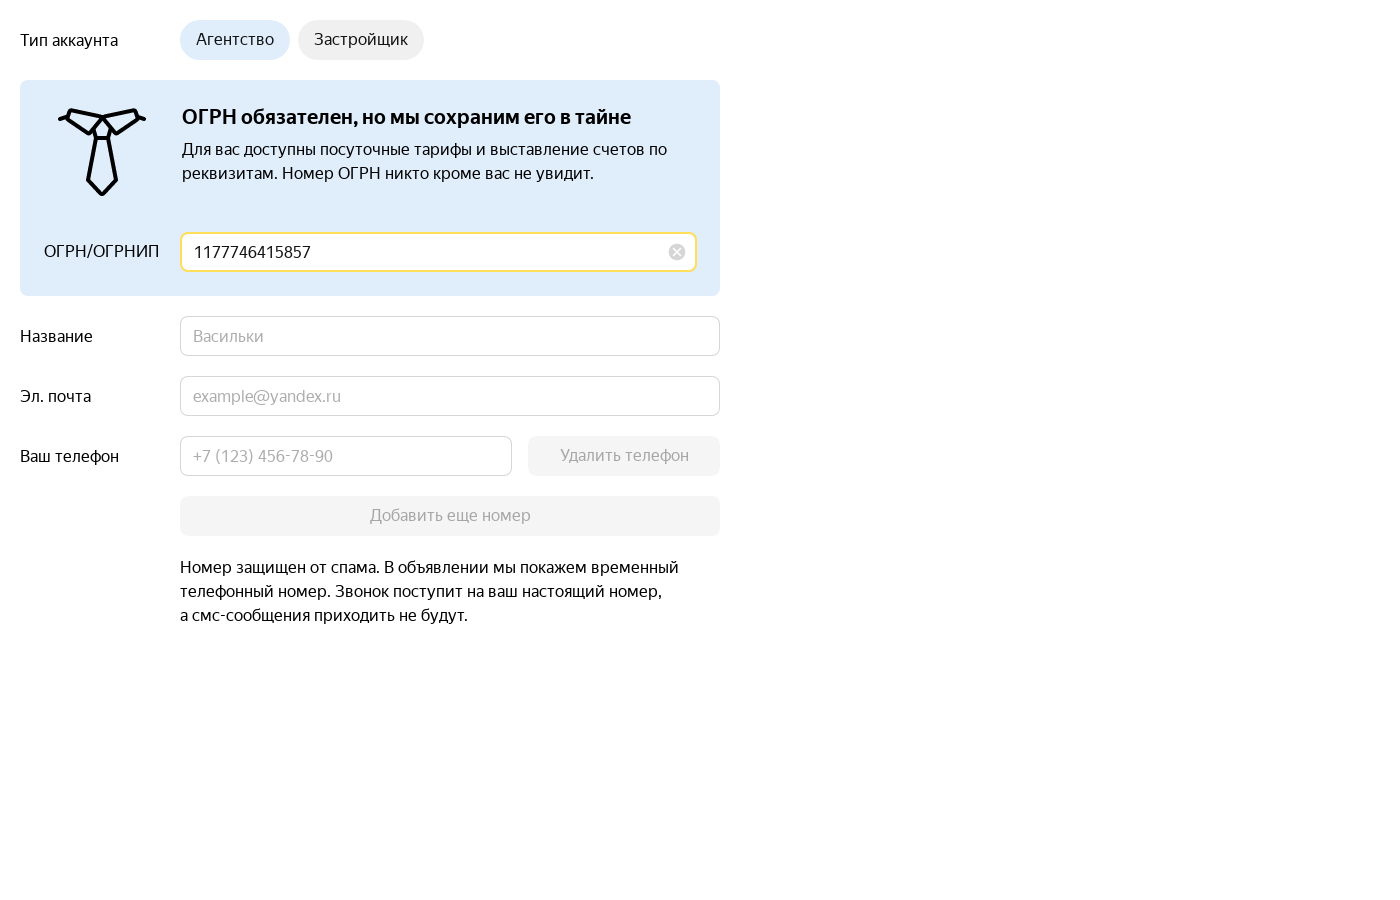 Тип аккаунта
Агентство
Застройщик
ОГРН обязателен, но мы сохраним его в тайне
Для вас доступны посуточные тарифы и выставление счетов по
реквизитам. Номер ОГРН никто кроме вас не увидит.
ОГРН/ОГРНИП
1177746415857
Название
Васильки
Эл. почта
example@yandex.ru
Ваш телефон
+7 (123) 456-78-90
Удалить телефон
Добавить еще номер
Номер защищен от спама. В объявлении мы покажем временный
телефонный номер. Звонок поступит на ваш настоящий номер,
а смс-сообщения приходить не будут.